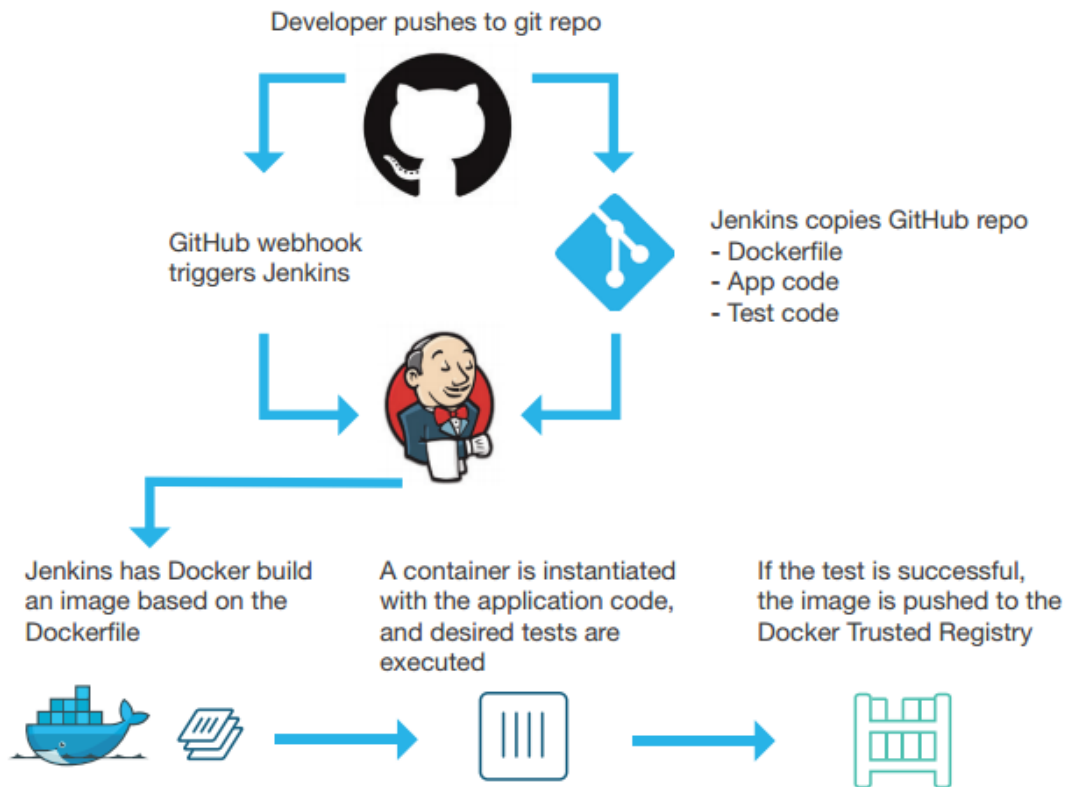 Developer pushes to git repo
GitHub webhook
triggers Jenkins
Jenkins copies GitHub repo
- Dockerfile
- App code
- Test code
Jenkins has Docker build
an image based on the
Dockerfile
A container is instantiated
with the application code,
and desired tests are
executed
If the test is successful,
the image is pushed to the
Docker Trusted Registry